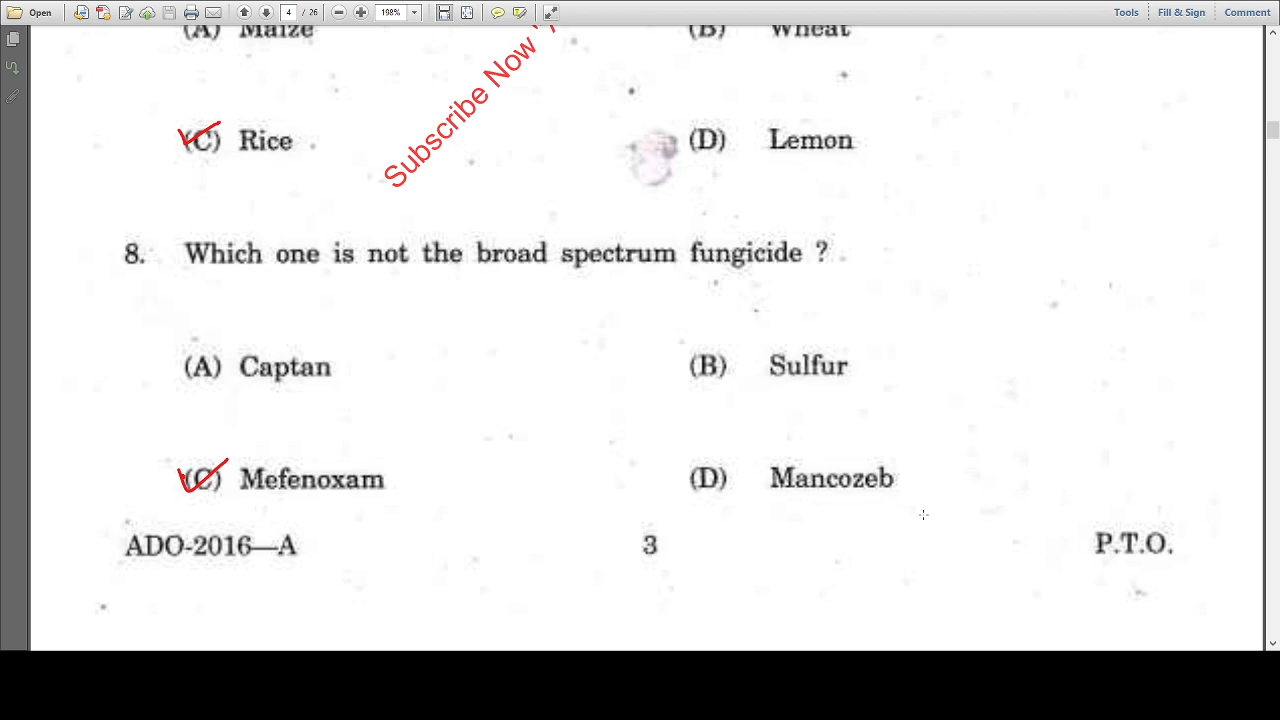 Open 4 / 26 198% Tools Fill & Sign Comment
(A) Maize (B) Wheat
Subscribe Now
(C) Rice (D) Lemon
8. Which one is not the broad spectrum fungicide ?
(A) Captan (B) Sulfur
(C) Mefenoxam (D) Mancozeb
ADO-2016—A 3 P.T.O.